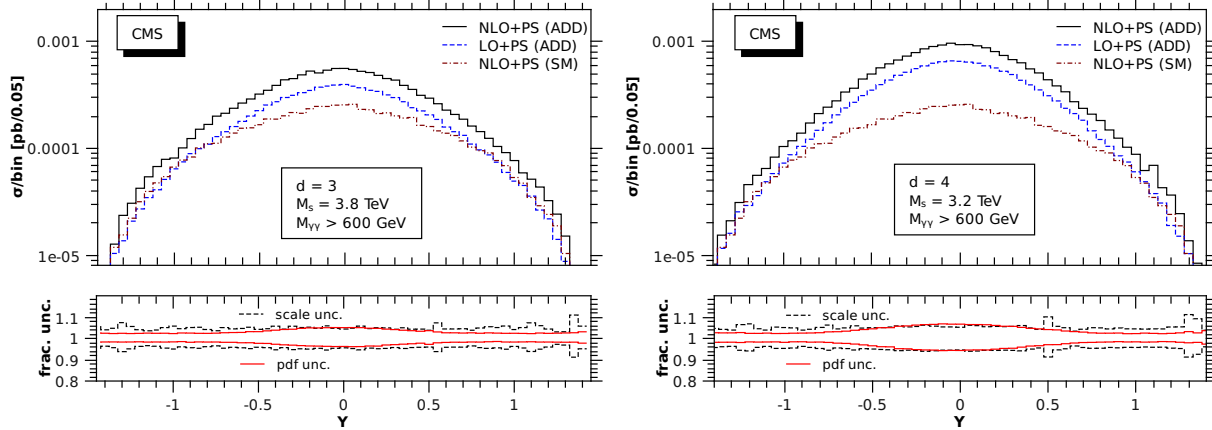 CMS
NLO+PS (ADD)
LO+PS (ADD)
NLO+PS (SM)
0.001
0.0001
1e-05
σ/bin [pb/0.05]
d = 3
Ms = 3.8 TeV
Mγγ > 600 GeV
scale unc.
pdf unc.
frac. unc.
1.1
1
0.9
0.8
-1
-0.5
0
0.5
1
Y
CMS
NLO+PS (ADD)
LO+PS (ADD)
NLO+PS (SM)
0.001
0.0001
1e-05
σ/bin [pb/0.05]
d = 4
Ms = 3.2 TeV
Mγγ > 600 GeV
scale unc.
pdf unc.
frac. unc.
1.1
1
0.9
0.8
-1
-0.5
0
0.5
1
Y